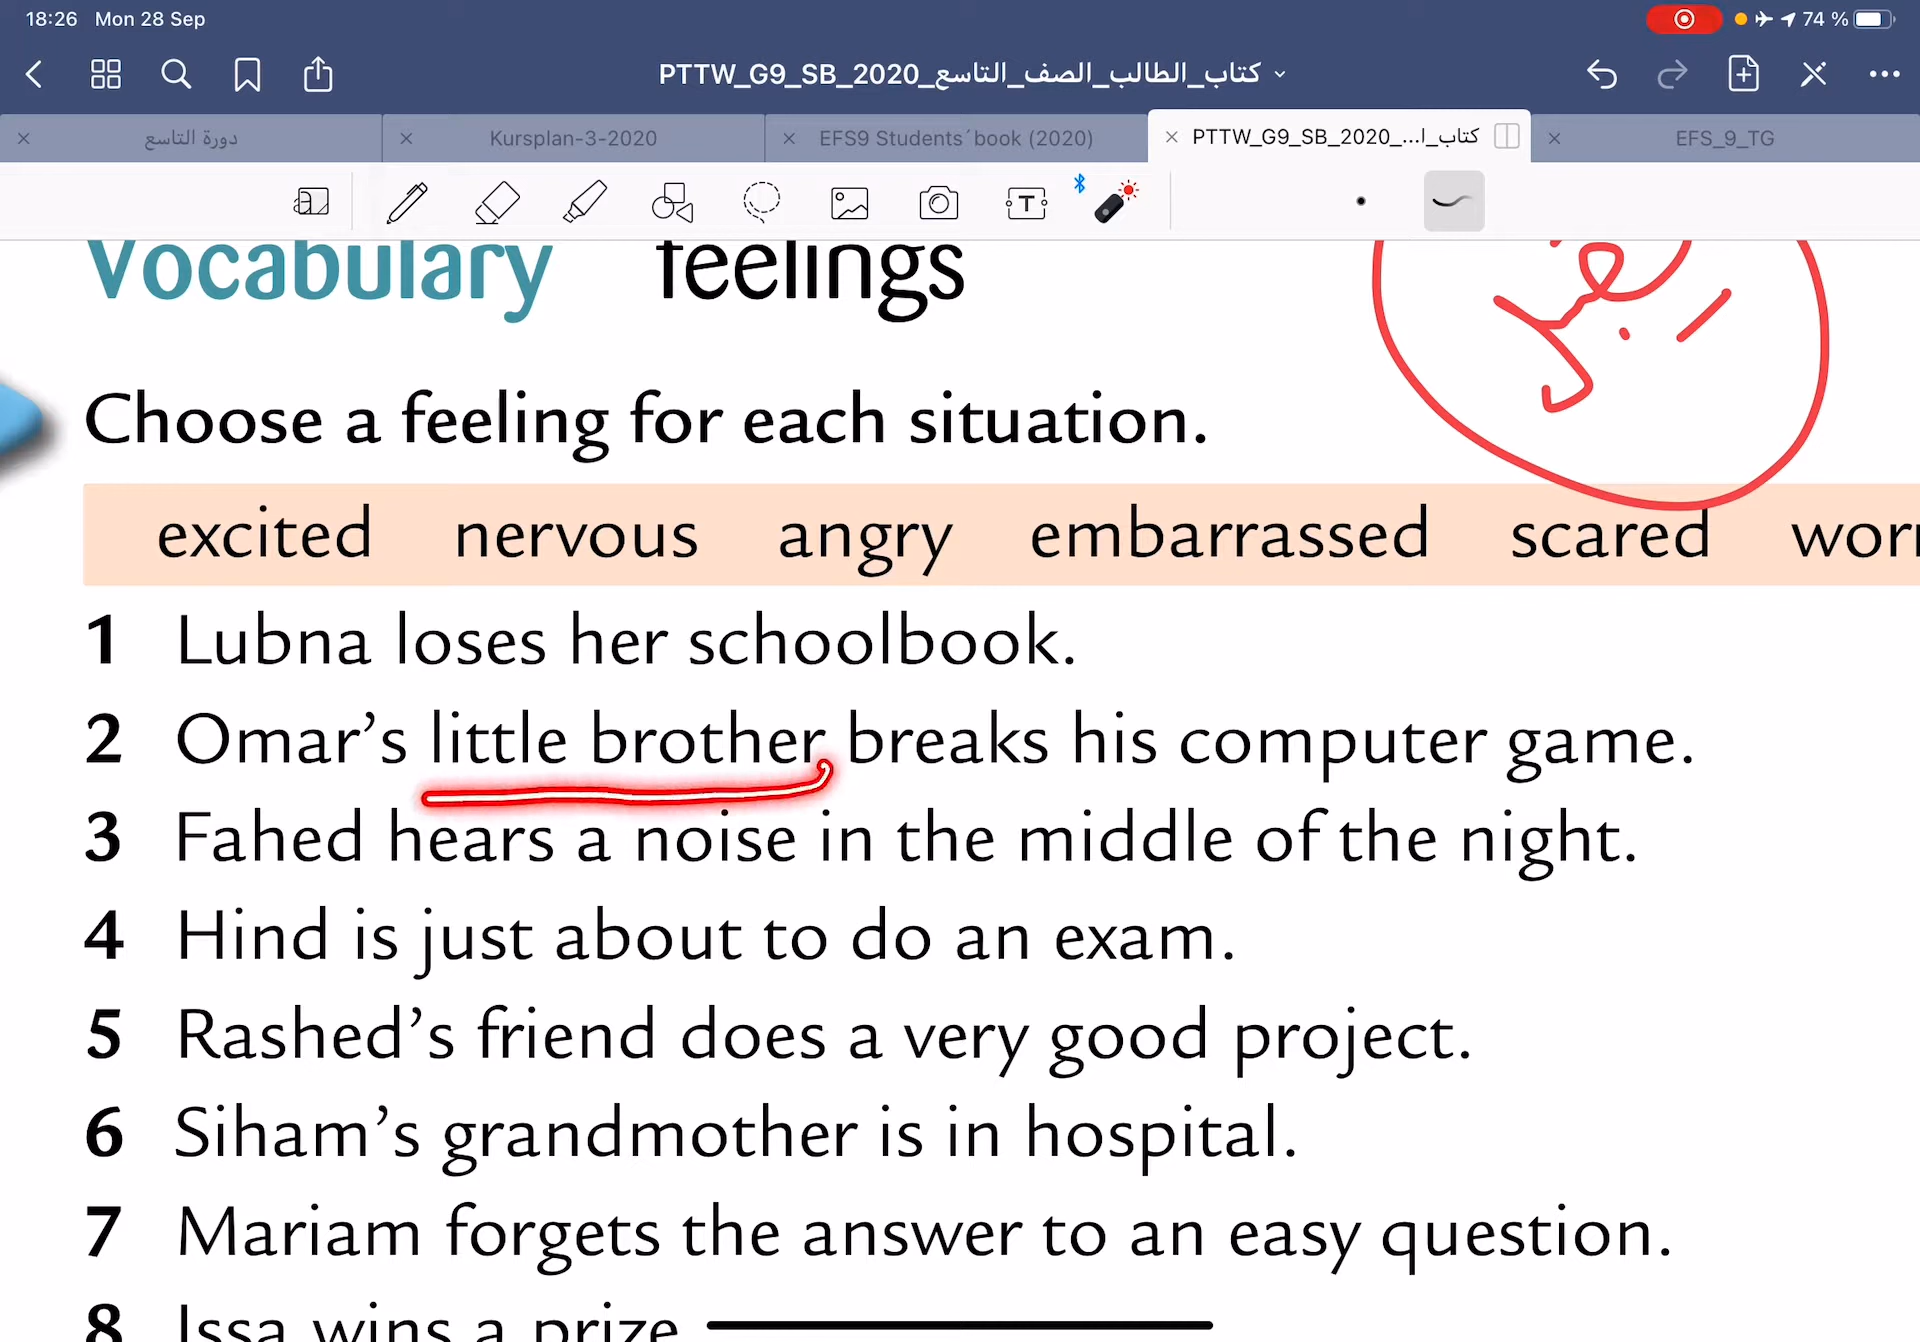 18:26 Mon 28 Sep 74 %
PTTW_G9_SB_2020_كتاب_الطالب_الصف_التاسع
دورة التاسع Kursplan-3-2020 EFS9 Students´book (2020) PTTW_G9_SB_2020_...كتاب_ا EFS_9_TG
Vocabulary feelings
Choose a feeling for each situation.
excited nervous angry embarrassed scared worr
1 Lubna loses her schoolbook.
2 Omar’s little brother breaks his computer game.
3 Fahed hears a noise in the middle of the night.
4 Hind is just about to do an exam.
5 Rashed’s friend does a very good project.
6 Siham’s grandmother is in hospital.
7 Mariam forgets the answer to an easy question.
8 Issa wins a prize